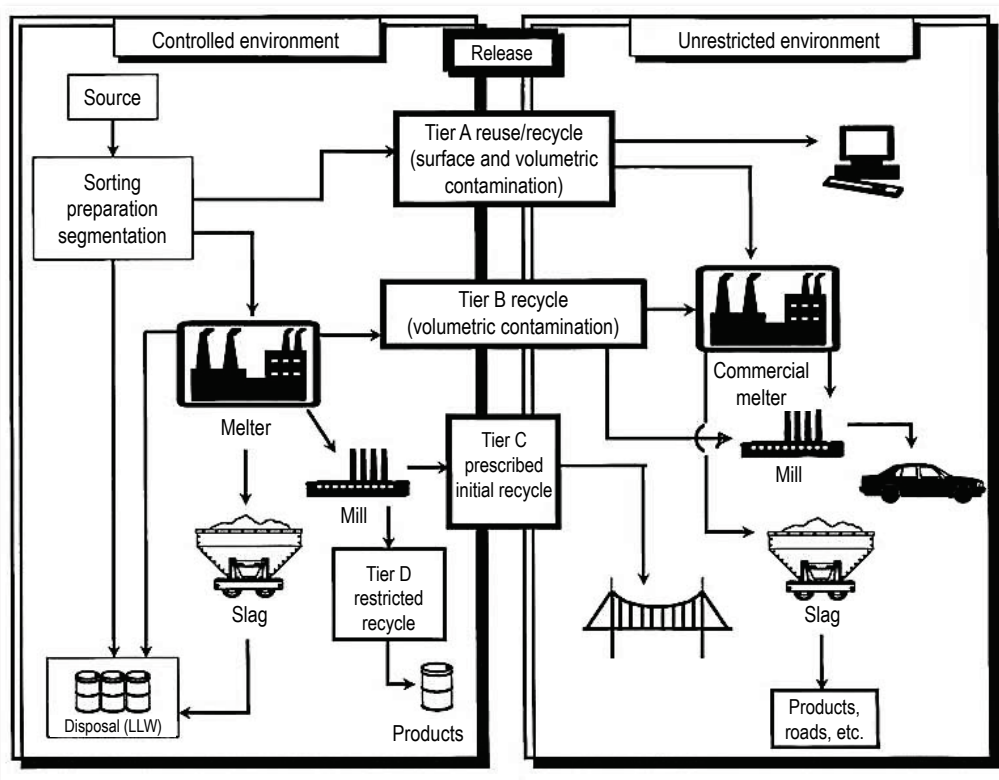 Controlled environment
Release
Unrestricted environment
Source
Sorting
preparation
segmentation
Tier A reuse/recycle
(surface and volumetric
contamination)
Tier B recycle
(volumetric contamination)
Melter
Commercial
melter
Tier C
prescribed
initial recycle
Mill
Mill
Slag
Tier D
restricted
recycle
Slag
Disposal (LLW)
Products
Products,
roads, etc.